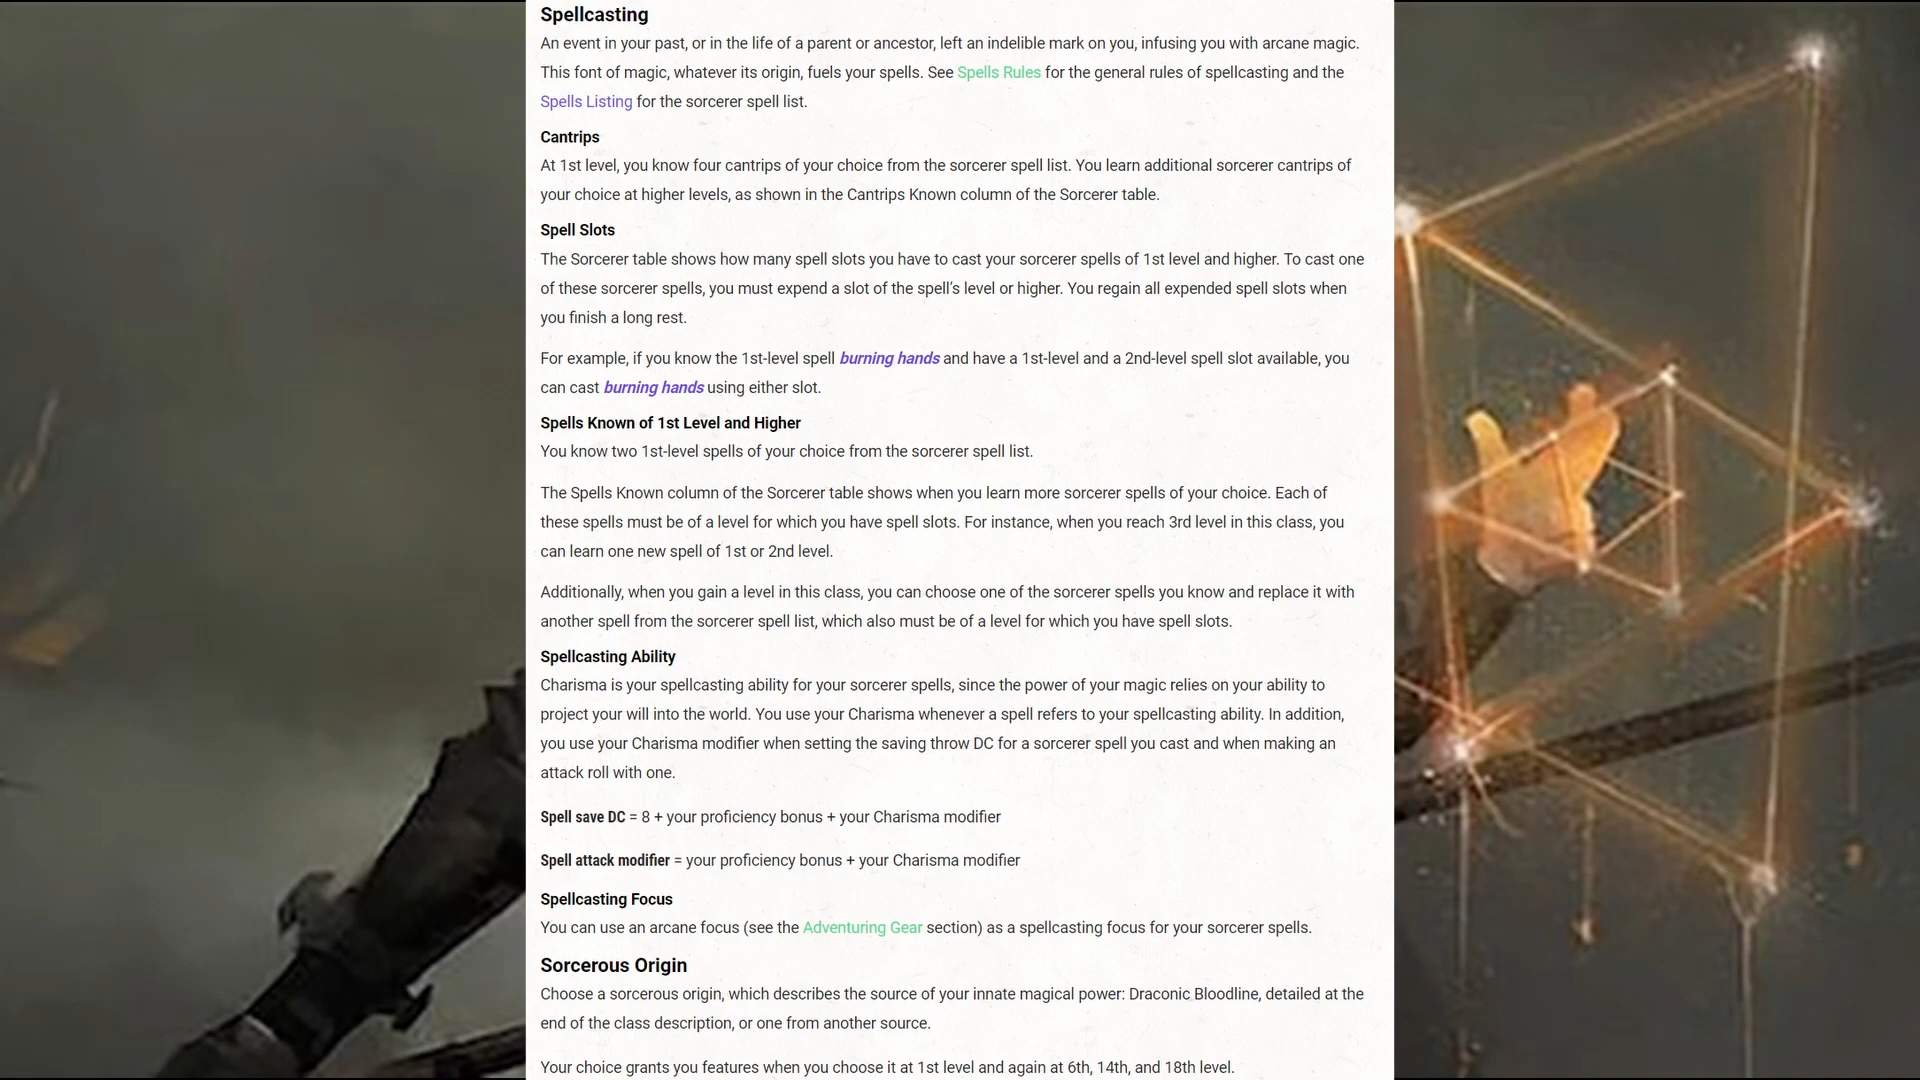 Spellcasting
An event in your past, or in the life of a parent or ancestor, left an indelible mark on you, infusing you with arcane magic.
This font of magic, whatever its origin, fuels your spells. See Spells Rules for the general rules of spellcasting and the
Spells Listing for the sorcerer spell list.
Cantrips
At 1st level, you know four cantrips of your choice from the sorcerer spell list. You learn additional sorcerer cantrips of
your choice at higher levels, as shown in the Cantrips Known column of the Sorcerer table.
Spell Slots
The Sorcerer table shows how many spell slots you have to cast your sorcerer spells of 1st level and higher. To cast one
of these sorcerer spells, you must expend a slot of the spell's level or higher. You regain all expended spell slots when
you finish a long rest.
For example, if you know the 1st-level spell burning hands and have a 1st-level and a 2nd-level spell slot available, you
can cast burning hands using either slot.
Spells Known of 1st Level and Higher
You know two 1st-level spells of your choice from the sorcerer spell list.
The Spells Known column of the Sorcerer table shows when you learn more sorcerer spells of your choice. Each of
these spells must be of a level for which you have spell slots. For instance, when you reach 3rd level in this class, you
can learn one new spell of 1st or 2nd level.
Additionally, when you gain a level in this class, you can choose one of the sorcerer spells you know and replace it with
another spell from the sorcerer spell list, which also must be of a level for which you have spell slots.
Spellcasting Ability
Charisma is your spellcasting ability for your sorcerer spells, since the power of your magic relies on your ability to
project your will into the world. You use your Charisma whenever a spell refers to your spellcasting ability. In addition,
you use your Charisma modifier when setting the saving throw DC for a sorcerer spell you cast and when making an
attack roll with one.
Spell save DC = 8 + your proficiency bonus + your Charisma modifier
Spell attack modifier = your proficiency bonus + your Charisma modifier
Spellcasting Focus
You can use an arcane focus (see the Adventuring Gear section) as a spellcasting focus for your sorcerer spells.
Sorcerous Origin
Choose a sorcerous origin, which describes the source of your innate magical power: Draconic Bloodline, detailed at the
end of the class description, or one from another source.
Your choice grants you features when you choose it at 1st level and again at 6th, 14th, and 18th level.